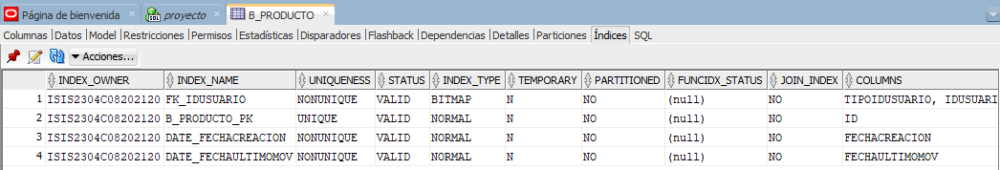 Página de bienvenida proyecto B_PRODUCTO
Columnas Datos Model Restricciones Permisos Estadísticas Disparadores Flashback Dependencias Detalles Particiones Índices SQL
Acciones...
INDEX_OWNER INDEX_NAME UNIQUENESS STATUS INDEX_TYPE TEMPORARY PARTITIONED FUNCIDX_STATUS JOIN_INDEX COLUMNS
1 ISIS2304C08202120 FK_IDUSUARIO NONUNIQUE VALID BITMAP N NO (null) NO TIPOIDUSUARIO, IDUSUARI
2 ISIS2304C08202120 B_PRODUCTO_PK UNIQUE VALID NORMAL N NO (null) NO ID
3 ISIS2304C08202120 DATE_FECHACREACION NONUNIQUE VALID NORMAL N NO (null) NO FECHACREACION
4 ISIS2304C08202120 DATE_FECHAULTIMOMOV NONUNIQUE VALID NORMAL N NO (null) NO FECHAULTIMOMOV